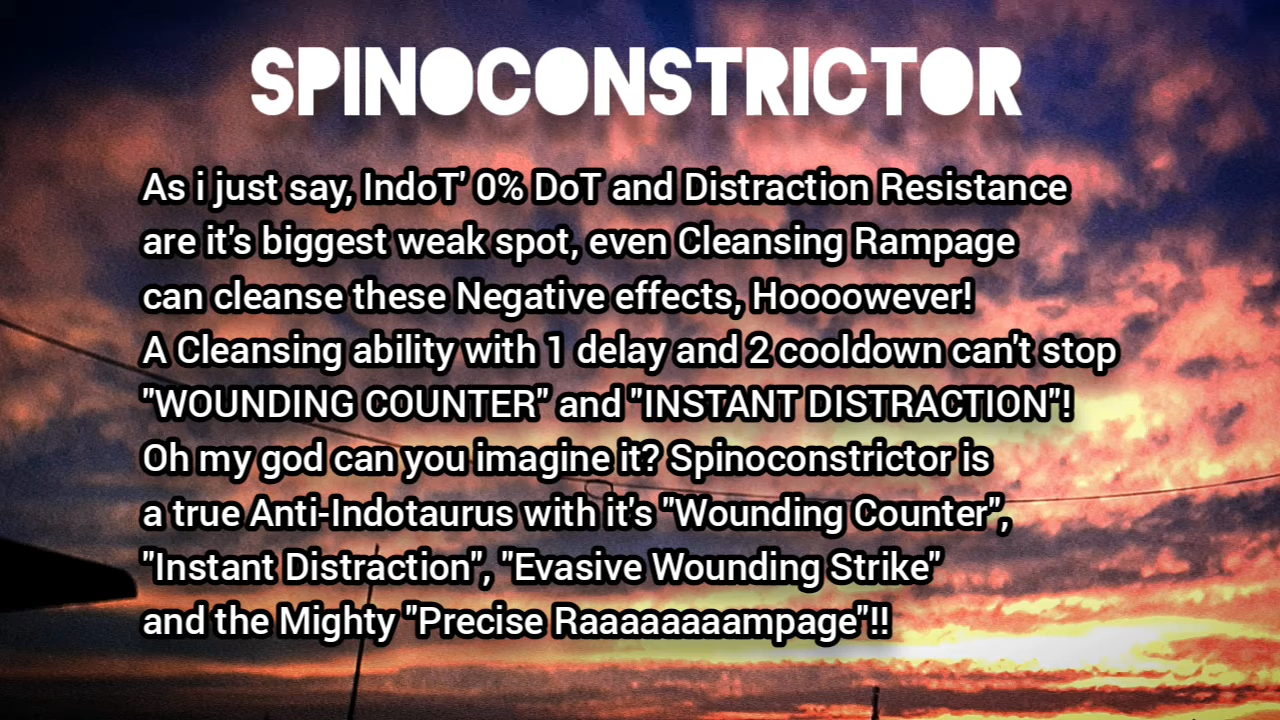 SPINOCONSTRICTOR
As i just say, IndoT' 0% DoT and Distraction Resistance
are it's biggest weak spot, even Cleansing Rampage
can cleanse these Negative effects, Hoooowever!
A Cleansing ability with 1 delay and 2 cooldown can't stop
"WOUNDING COUNTER" and "INSTANT DISTRACTION"!
Oh my god can you imagine it? Spinoconstrictor is
a true Anti-Indotaurus with it's "Wounding Counter",
"Instant Distraction", "Evasive Wounding Strike"
and the Mighty "Precise Raaaaaaaampage"!!